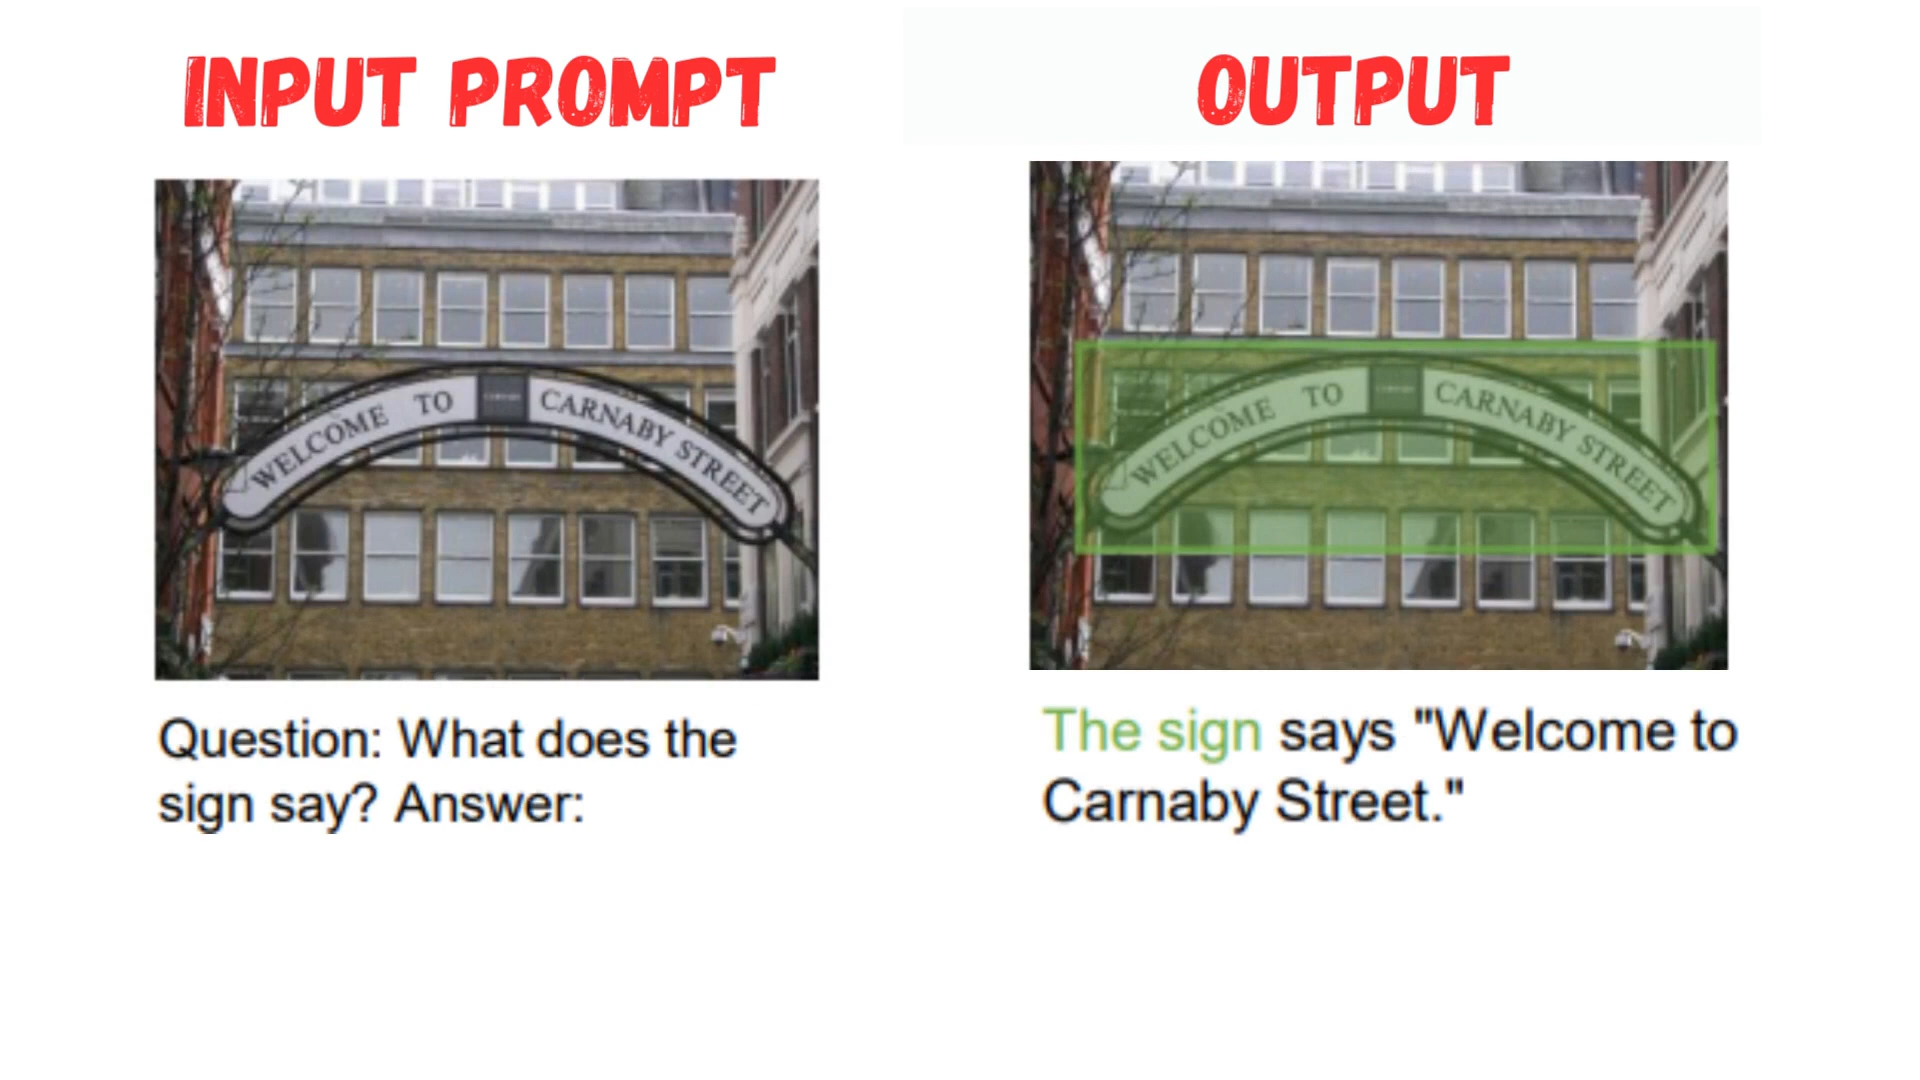 INPUT PROMPT
WELCOME TO CARNABY STREET
Question: What does the
sign say? Answer:
OUTPUT
WELCOME TO CARNABY STREET
The sign says "Welcome to
Carnaby Street."